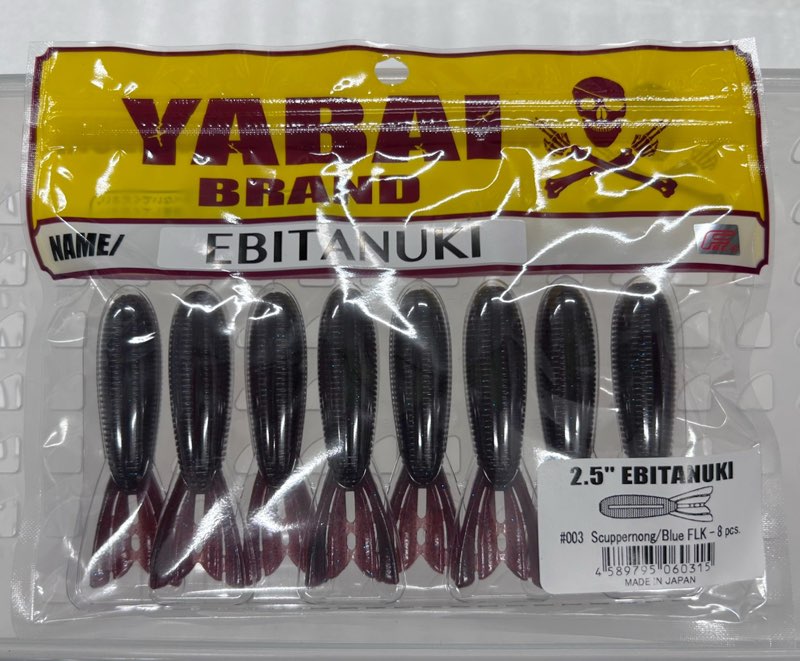 YABAI
BRAND
NAME/
EBITANUKI
2.5" EBITANUKI
#003 Scuppernong/Blue FLK – 8 pcs.
4 589795 060315
MADE IN JAPAN